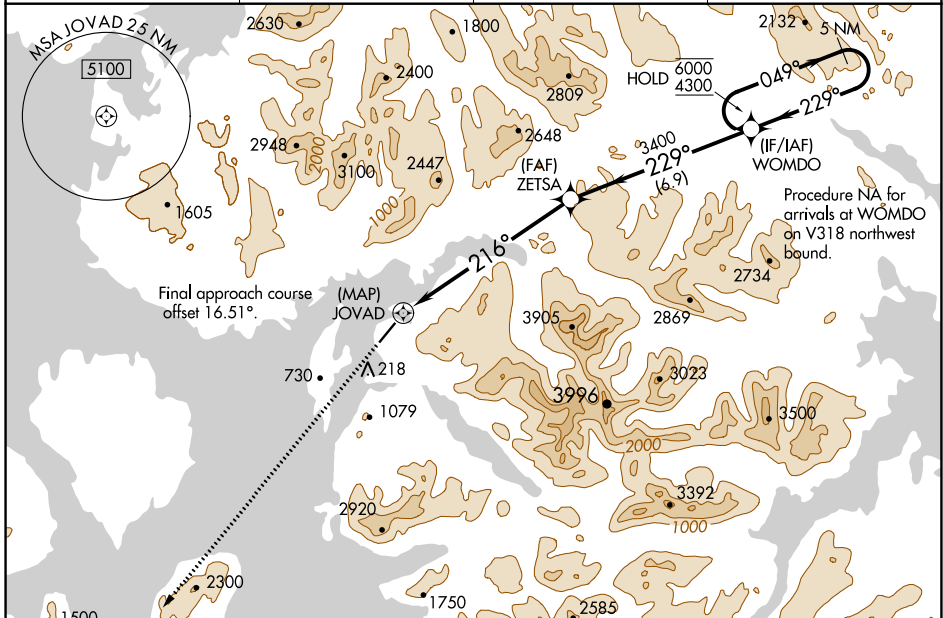 MSA JOVAD 25 NM
5100
2630
1800
2132
5 NM
2400
2809
HOLD
6000
4300
049°
229°
2948
2000
3100
2648
2447
1000
1605
(FAF)
ZETSA
3400
229°
(6.9)
(IF/IAF)
WOMDO
Procedure NA for
arrivals at WOMDO
on V318 northwest
bound.
216°
2734
2869
Final approach course
offset 16.51°.
(MAP)
JOVAD
3905
730
218
3023
1079
3996
3500
2000
2920
3392
1000
2300
1750
2585
1500